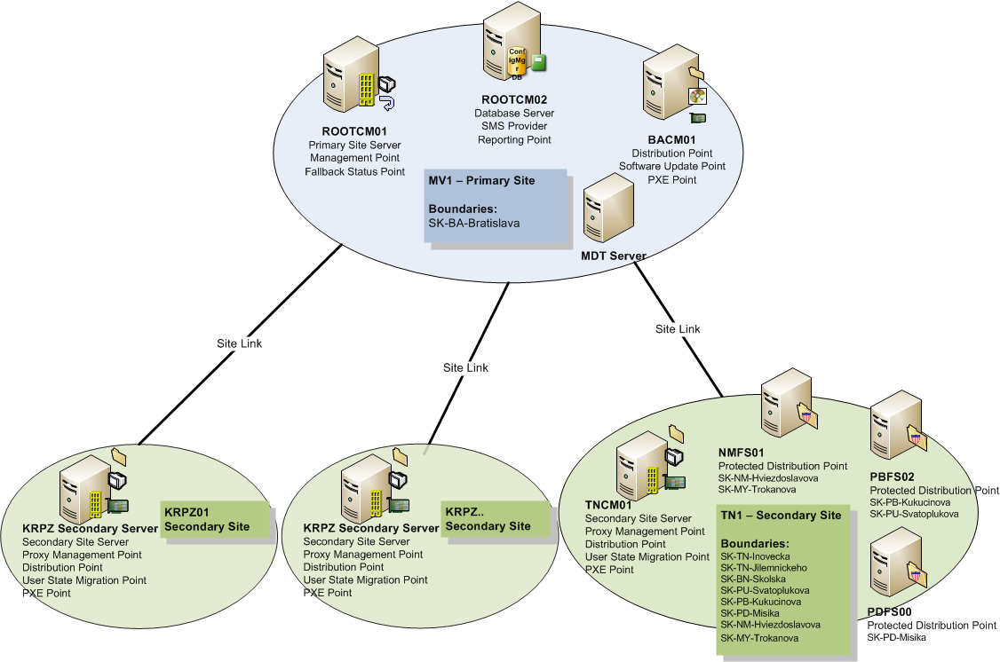 Conf
igMg
r
DB
ROOTCM01
Primary Site Server
Management Point
Fallback Status Point
ROOTCM02
Database Server
SMS Provider
Reporting Point
BACM01
Distribution Point
Software Update Point
PXE Point
MV1 – Primary Site
Boundaries:
SK-BA-Bratislava
MDT Server
Site Link
Site Link
Site Link
KRPZ Secondary Server
Secondary Site Server
Proxy Management Point
Distribution Point
User State Migration Point
PXE Point
KRPZ01
Secondary Site
KRPZ Secondary Server
Secondary Site Server
Proxy Management Point
Distribution Point
User State Migration Point
PXE Point
KRPZ..
Secondary Site
TNCM01
Secondary Site Server
Proxy Management Point
Distribution Point
User State Migration Point
PXE Point
NMFS01
Protected Distribution Point
SK-NM-Hviezdoslavova
SK-MY-Trokanova
PBFS02
Protected Distribution Point
SK-PB-Kukucinova
SK-PU-Svatoplukova
TN1 – Secondary Site
Boundaries:
SK-TN-Inovecka
SK-TN-Jilemnickeho
SK-BN-Skolska
SK-PU-Svatoplukova
SK-PB-Kukucinova
SK-PD-Misika
SK-NM-Hviezdoslavova
SK-MY-Trokanova
PDFS00
Protected Distribution Point
SK-PD-Misika